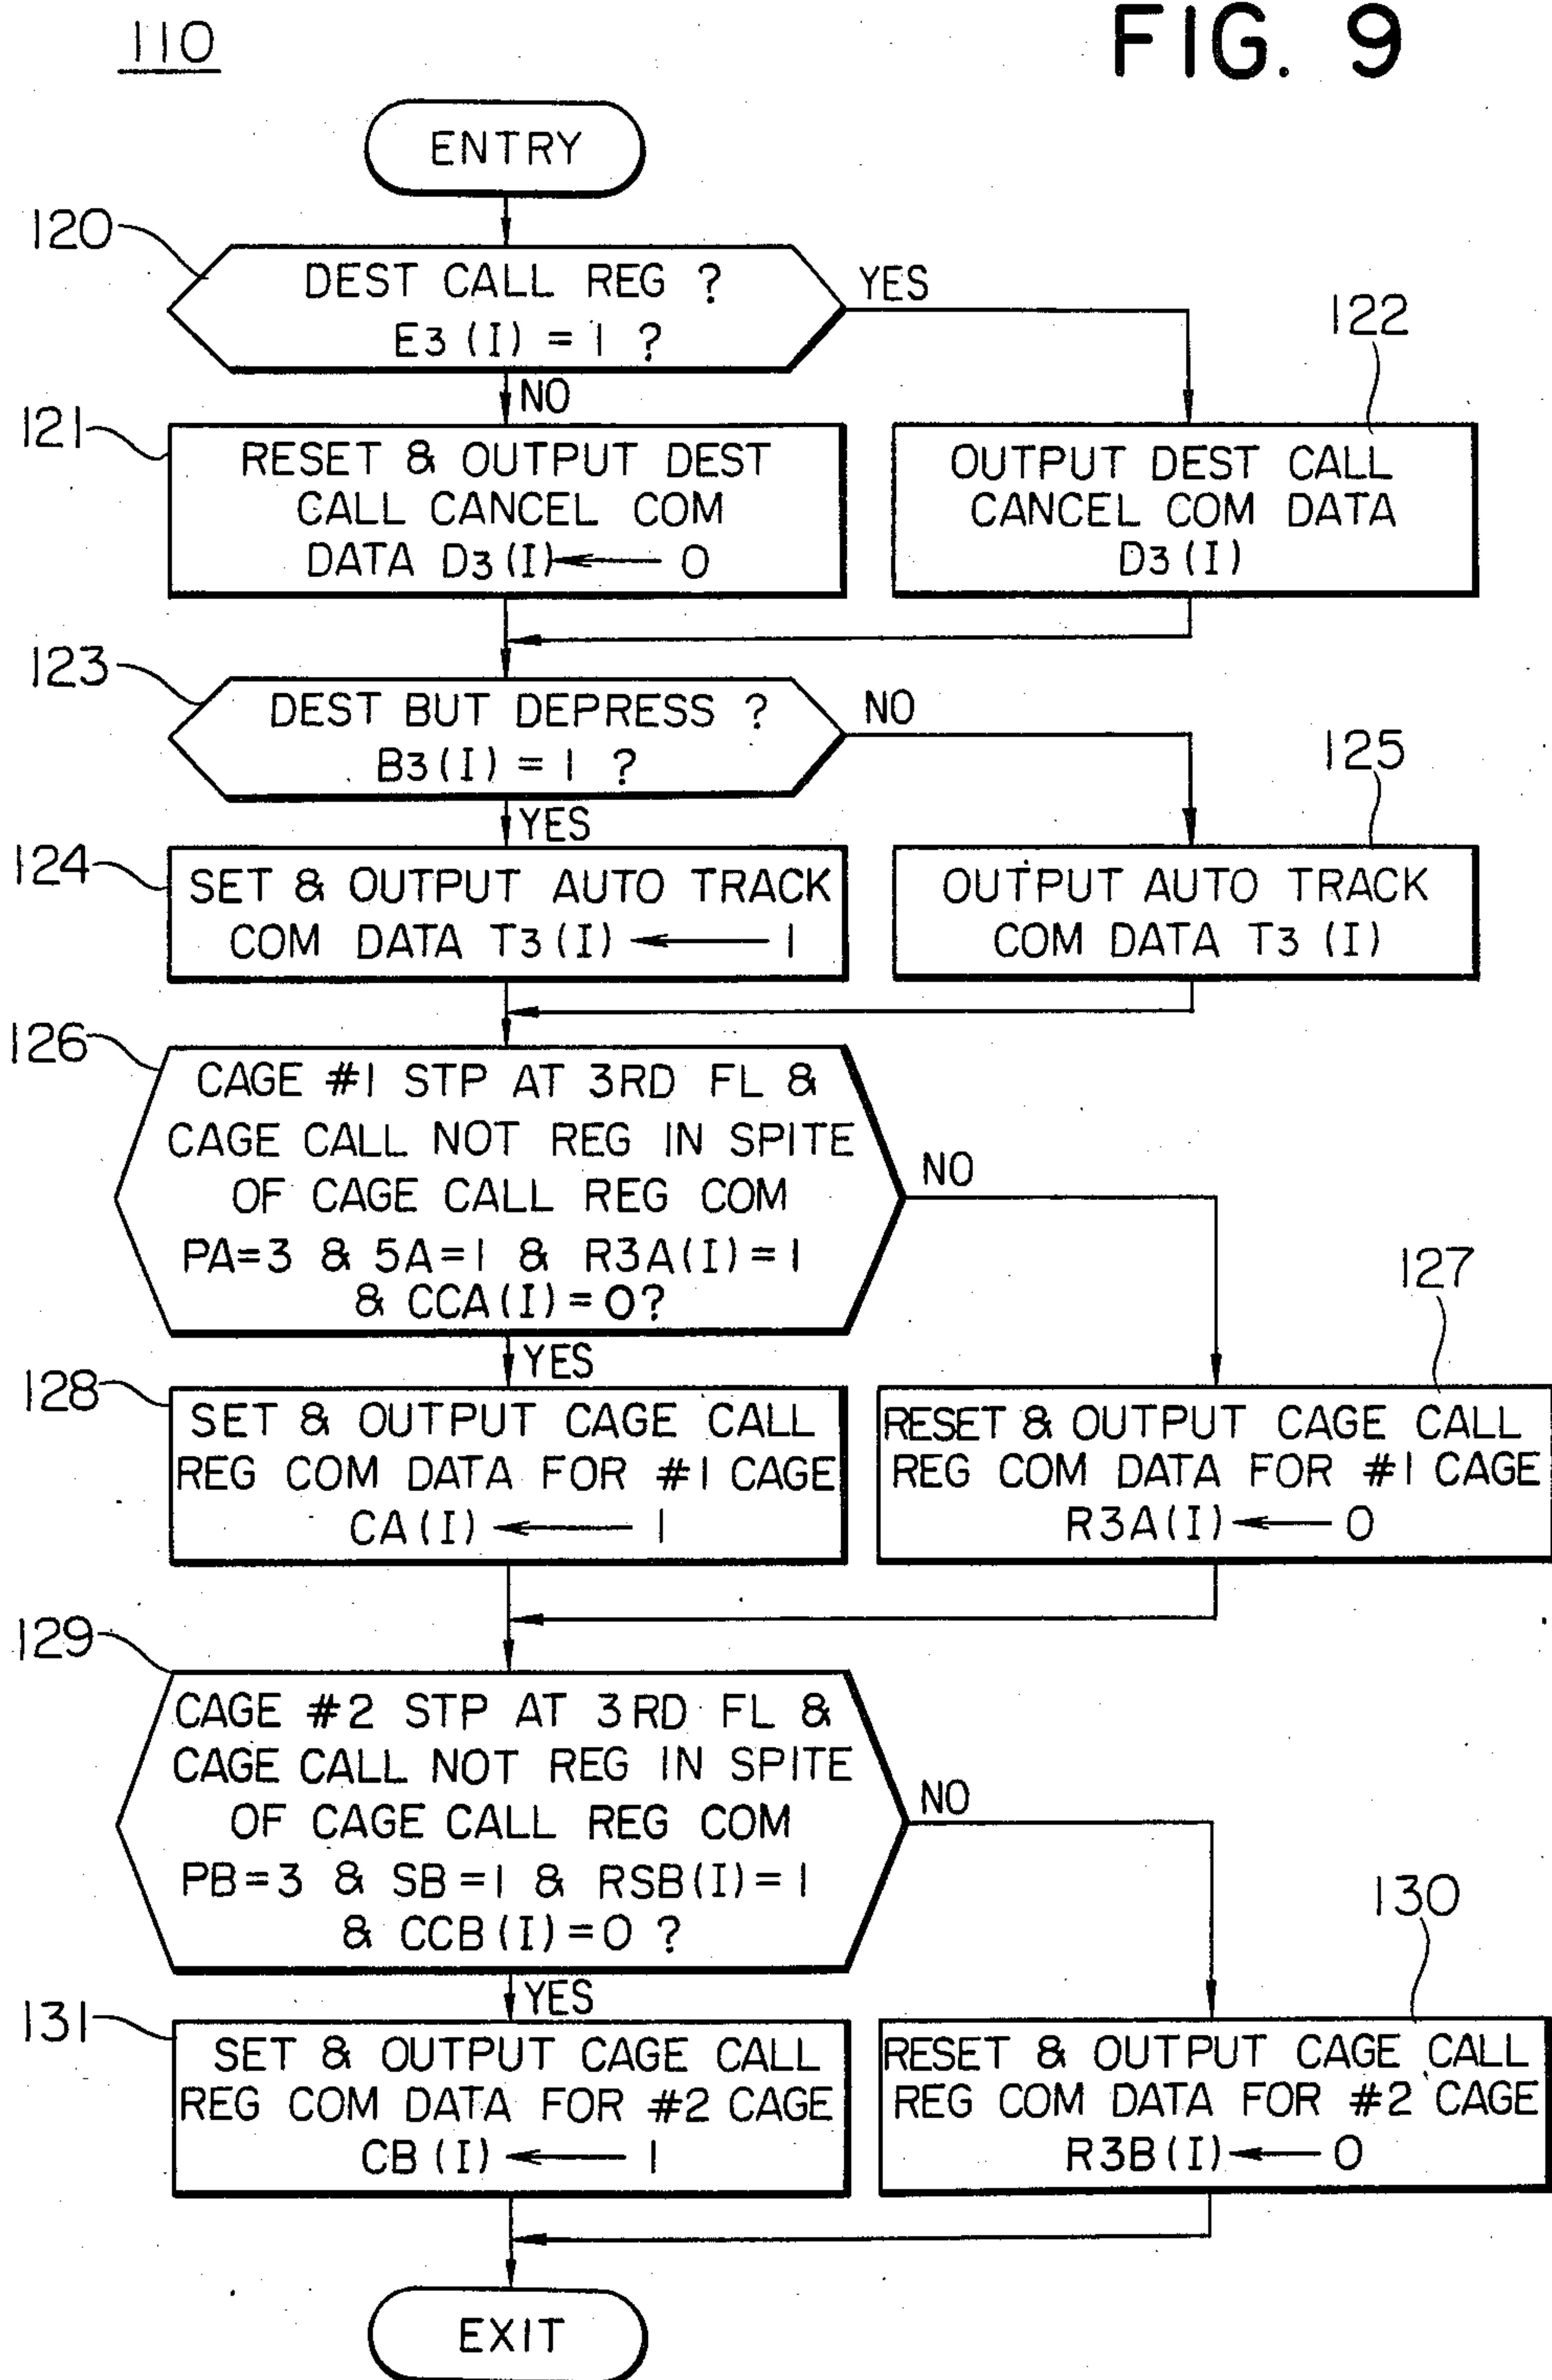 110
FIG. 9
ENTRY
120
DEST CALL REG ?
E3(I) = 1 ?
YES
NO
122
121
RESET & OUTPUT DEST
CALL CANCEL COM
DATA D3(I) ← 0
OUTPUT DEST CALL
CANCEL COM DATA
D3(I)
123
DEST BUT DEPRESS ?
B3(I) = 1 ?
NO
YES
125
124
SET & OUTPUT AUTO TRACK
COM DATA T3(I) ← 1
OUTPUT AUTO TRACK
COM DATA T3 (I)
126
CAGE #1 STP AT 3RD FL &
CAGE CALL NOT REG IN SPITE
OF CAGE CALL REG COM
PA=3 & 5A=1 & R3A(I)=1
& CCA(I)=0?
NO
YES
127
128
SET & OUTPUT CAGE CALL
REG COM DATA FOR #1 CAGE
CA(I) ← 1
RESET & OUTPUT CAGE CALL
REG COM DATA FOR #1 CAGE
R3A(I) ← 0
129
CAGE #2 STP AT 3RD FL &
CAGE CALL NOT REG IN SPITE
OF CAGE CALL REG COM
PB=3 & SB=1 & RSB(I)=1
& CCB(I)=0 ?
NO
YES
130
131
SET & OUTPUT CAGE CALL
REG COM DATA FOR #2 CAGE
CB(I) ← 1
RESET & OUTPUT CAGE CALL
REG COM DATA FOR #2 CAGE
R3B(I) ← 0
EXIT